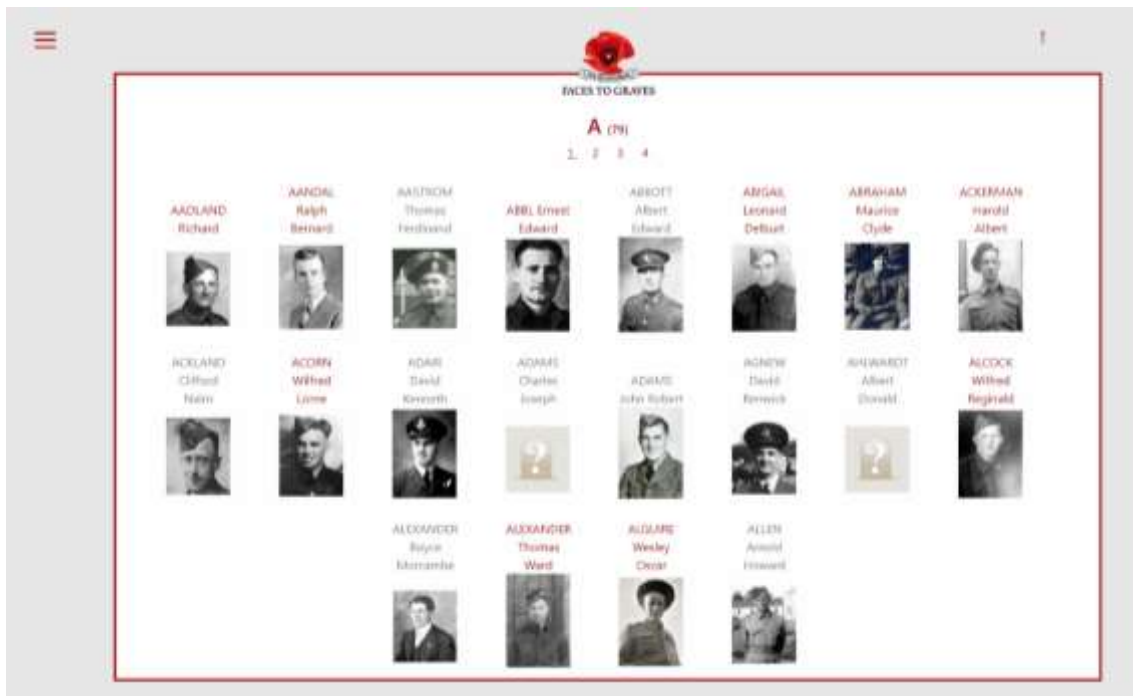 FACES TO GRAVES
A (79)
1. 2 3 4
AADLAND
Richard
AANDAL
Ralph
Bernard
AASTROM
Thomas
Ferdinand
ABEL Ernest
Edward
ABBOTT
Albert
Edward
ABIGAIL
Leonard
Delburt
ABRAHAM
Maurice
Clyde
ACKERMAN
Harold
Albert
ACKLAND
Clifford
Nairn
ACORN
Wilfred
Lorne
ADAIR
David
Kenneth
ADAMS
Charles
Joseph
ADAMS
John Robert
AGNEW
David
Renwick
AHLWARDT
Albert
Donald
ALCOCK
Wilfred
Reginald
ALEXANDER
Royce
ALEXANDER
Thomas
Ward
ALGUIRE
Wesley
Oscar
ALLEN
Arnold
Howard